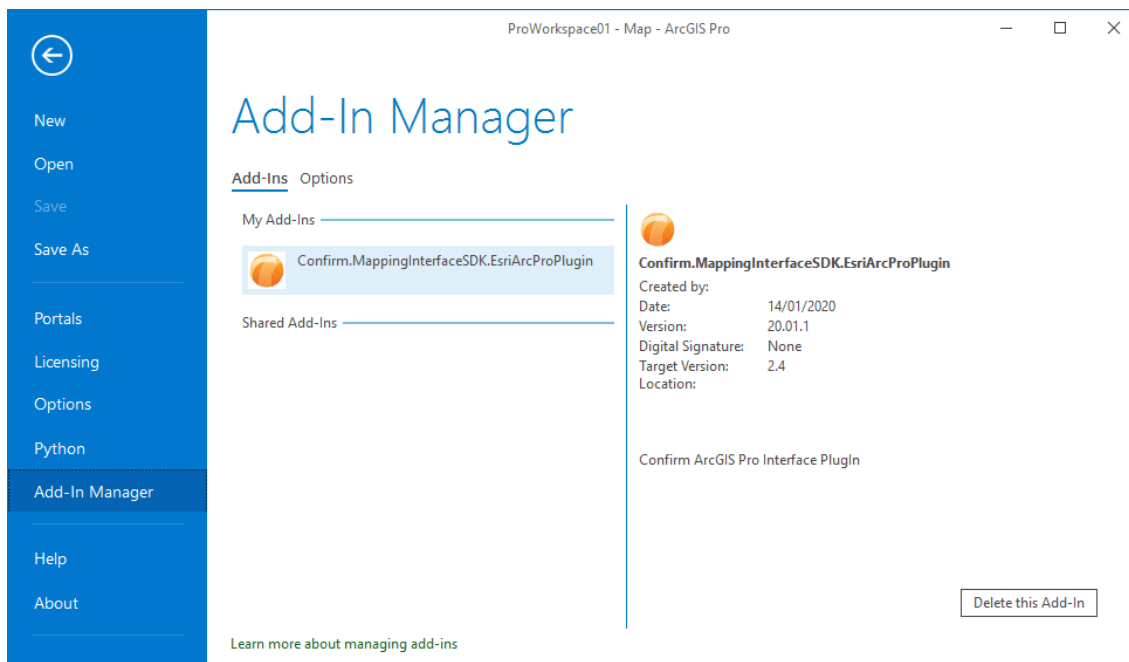 ProWorkspace01 - Map - ArcGIS Pro
New
Open
Save
Save As
Portals
Licensing
Options
Python
Add-In Manager
Help
About
Add-In Manager
Add-Ins Options
My Add-Ins
Confirm.MappingInterfaceSDK.EsriArcProPlugin
Shared Add-Ins
Confirm.MappingInterfaceSDK.EsriArcProPlugin
Created by:
Date: 14/01/2020
Version: 20.01.1
Digital Signature: None
Target Version: 2.4
Location:
Confirm ArcGIS Pro Interface PlugIn
Delete this Add-In
Learn more about managing add-ins